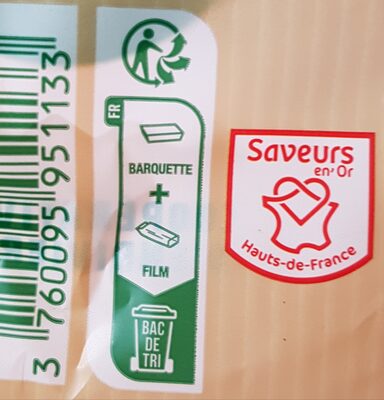 3 760095 951133
FR
BARQUETTE
+
FILM
BAC
DE
TRI
Saveurs
en'Or
Hauts-de-France